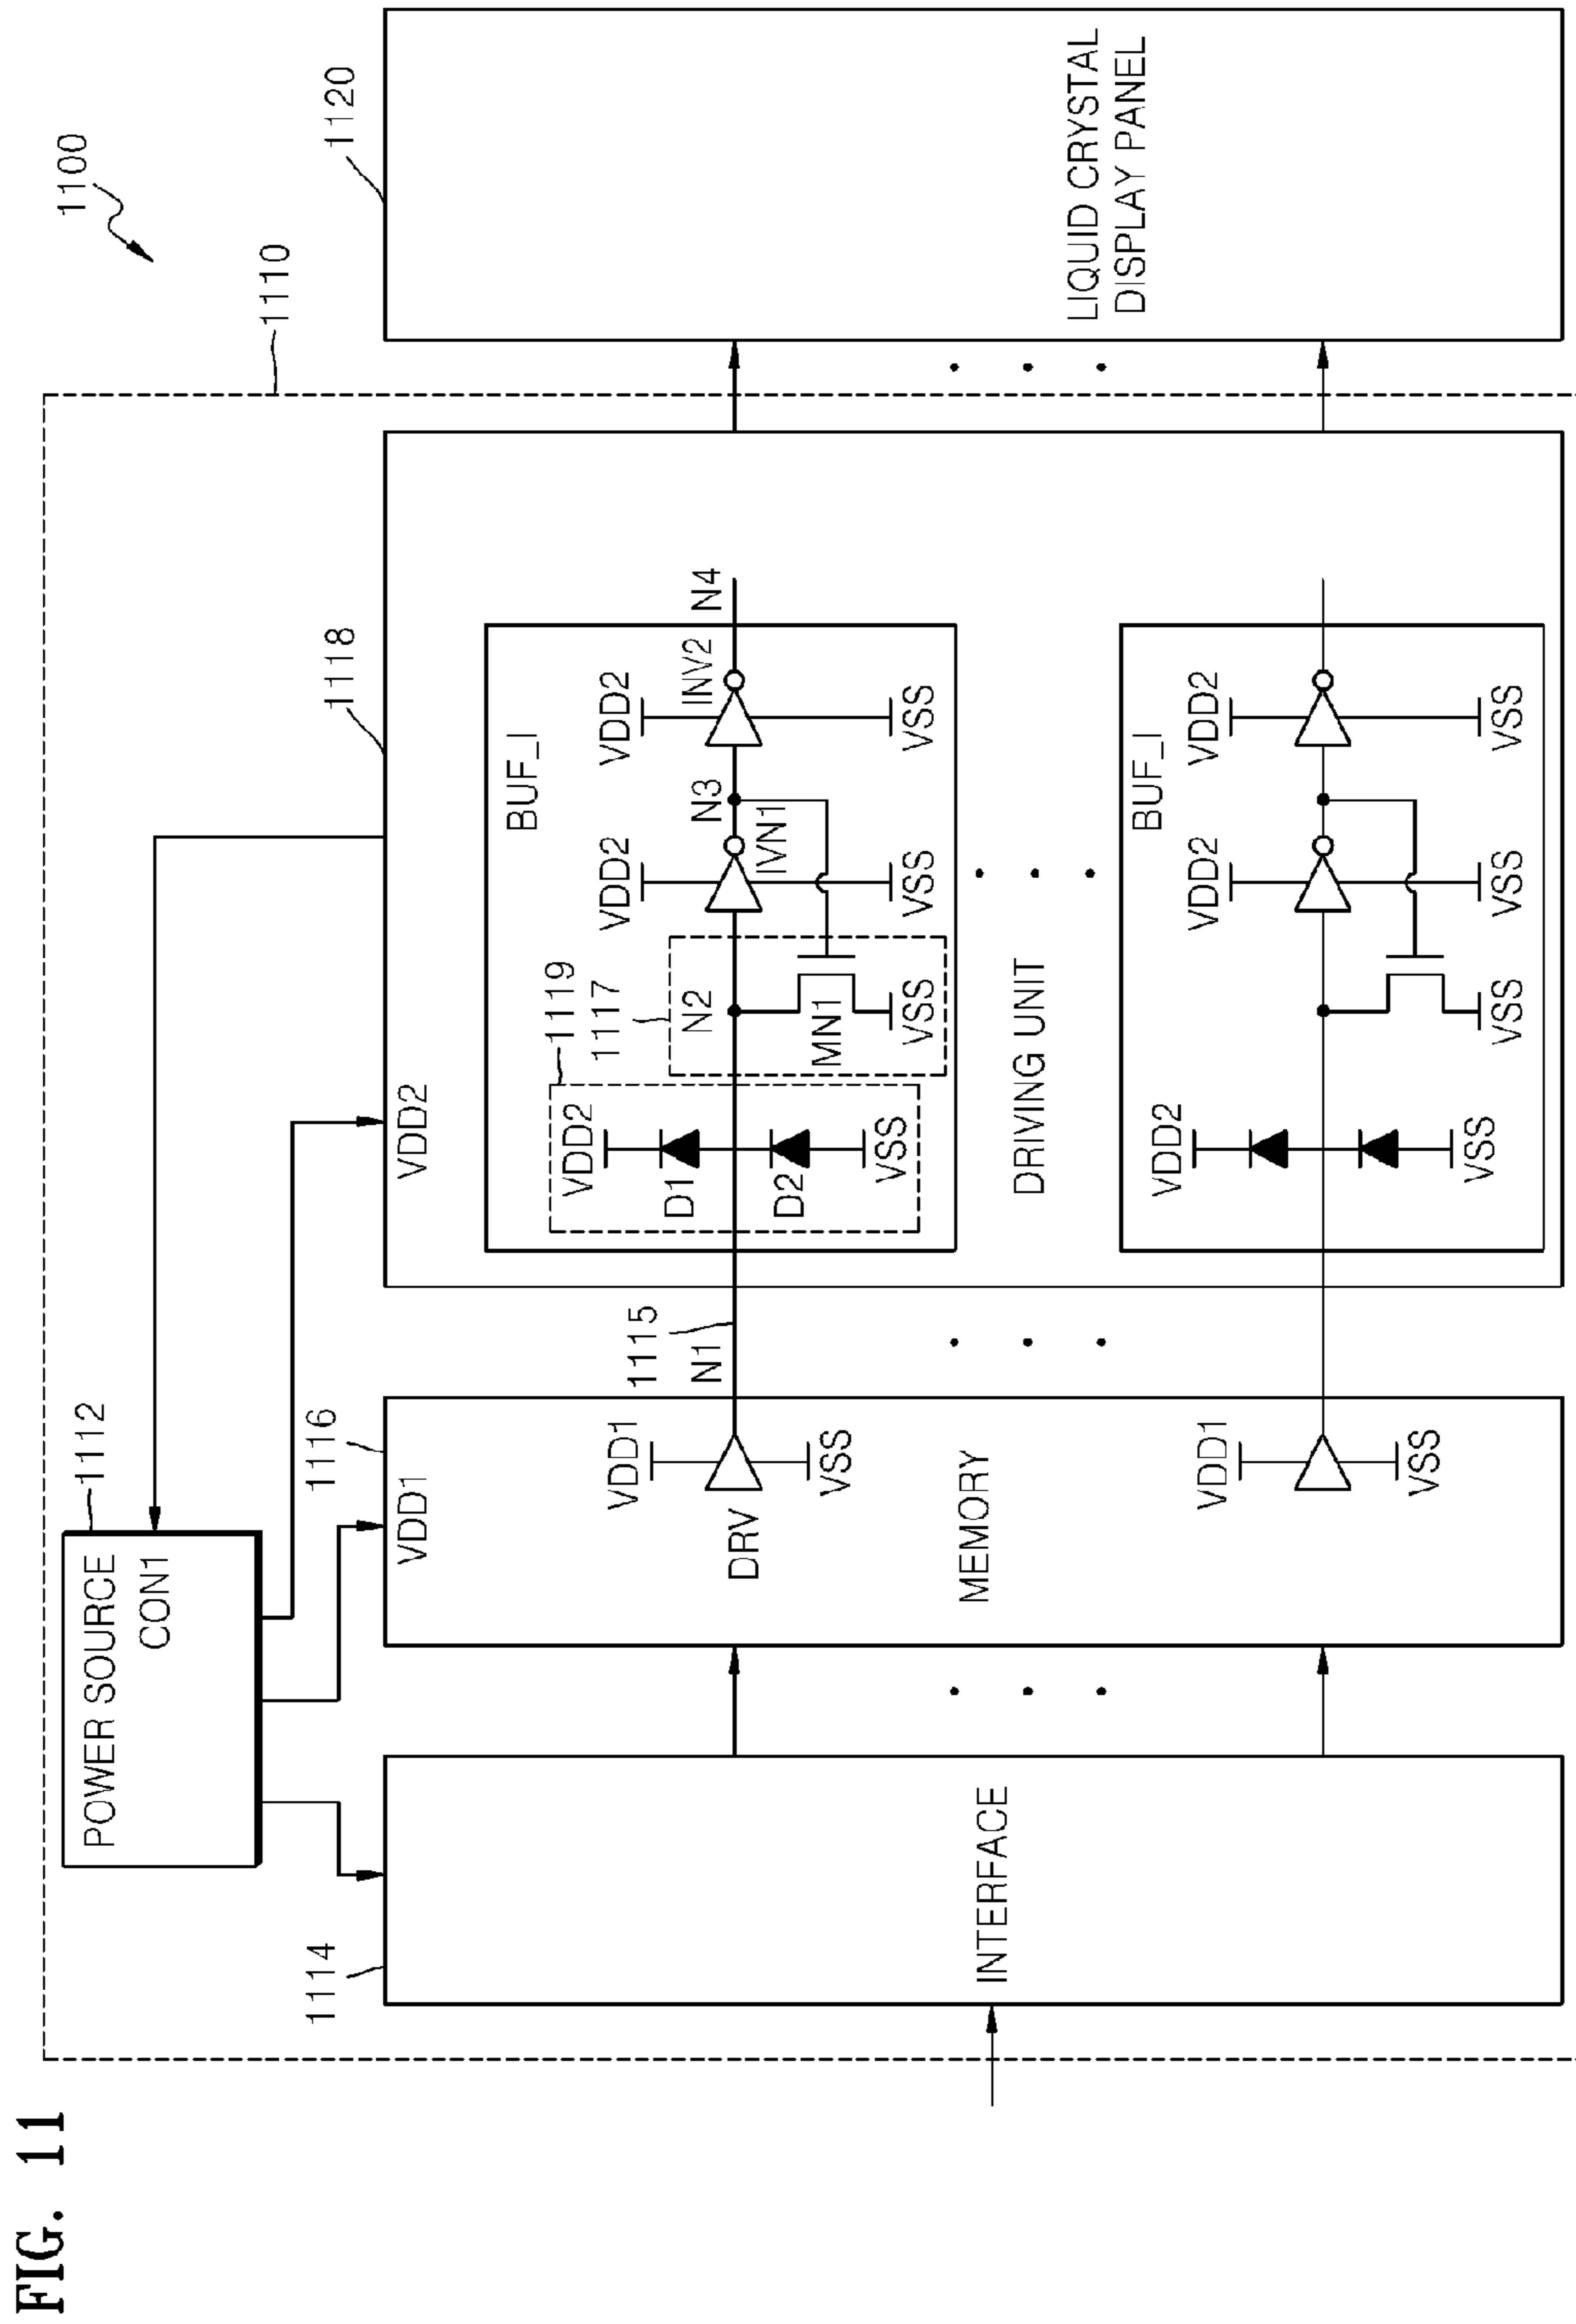 FIG. 11
1100
1110
1112
POWER SOURCE
CON1
1114
1116
1118
1120
VDD1
VDD2
INTERFACE
MEMORY
VDD1
DRV
VSS
1115
N1
VDD1
VSS
DRIVING UNIT
BUF_I
1119
1117
VDD2
D1
D2
VSS
N2
MN1
VSS
VDD2
IVN1
VSS
N3
VDD2
INV2
VSS
N4
BUF_I
VDD2
VSS
VSS
VDD2
VSS
VDD2
VSS
LIQUID CRYSTAL
DISPLAY PANEL